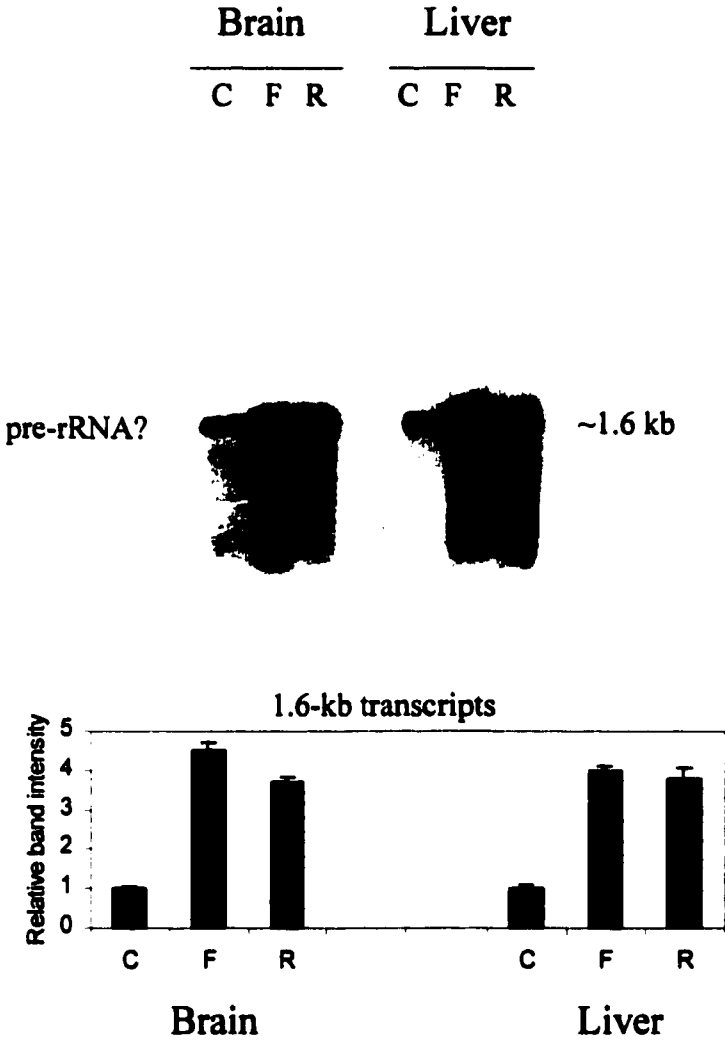 Brain Liver
C F R C F R
pre-rRNA? ~1.6 kb
1.6-kb transcripts
Relative band intensity
5
4
3
2
1
0
C F R C F R
Brain Liver